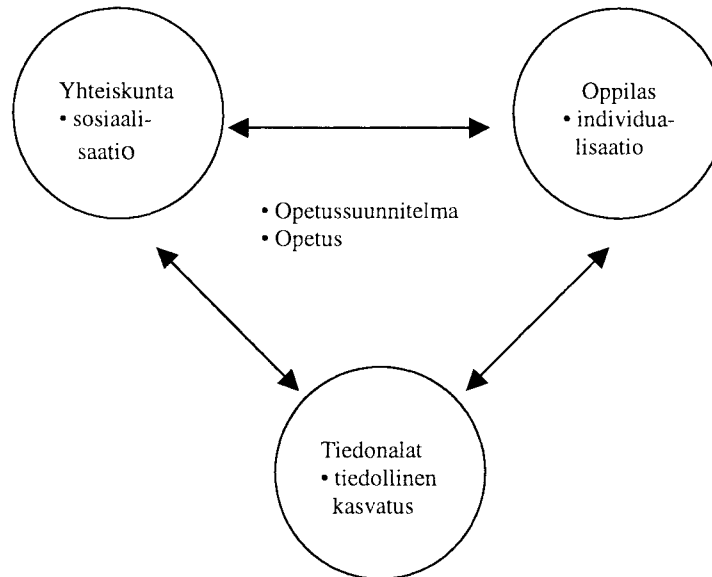 Yhteiskunta
• sosiaali-
saatio
Oppilas
• individua-
lisaatio
• Opetussuunnitelma
• Opetus
Tiedonalat
• tiedollinen
kasvatus